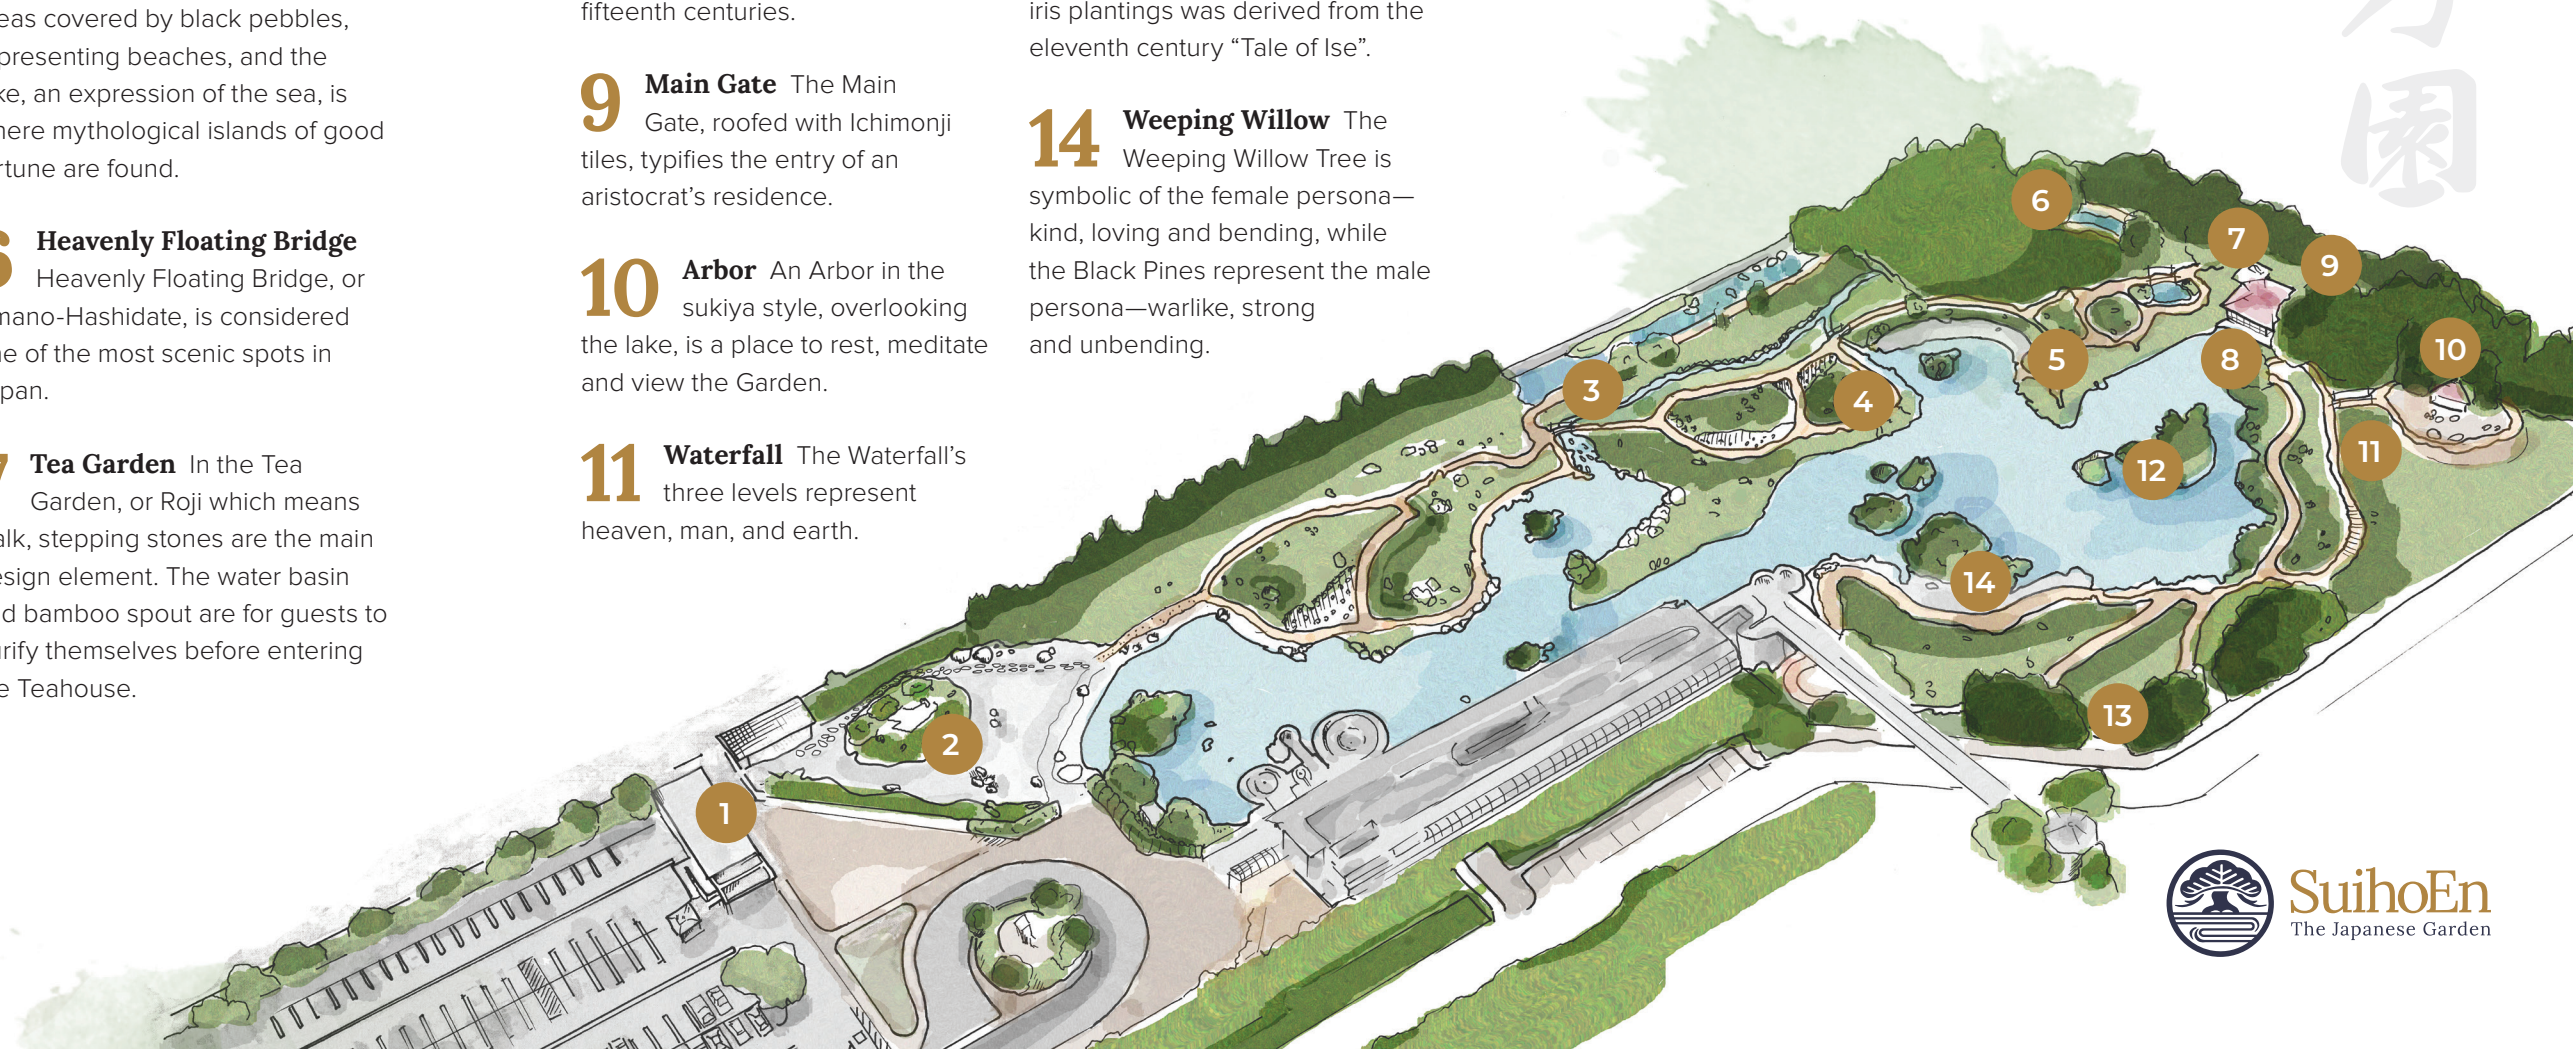 eas covered by black pebbles,
presenting beaches, and the
ke, an expression of the sea, is
here mythological islands of good
rtune are found.
6 Heavenly Floating Bridge
Heavenly Floating Bridge, or
mano-Hashidate, is considered
ne of the most scenic spots in
pan.
7 Tea Garden In the Tea
Garden, or Roji which means
alk, stepping stones are the main
esign element. The water basin
d bamboo spout are for guests to
urify themselves before entering
e Teahouse.
fifteenth centuries.
9 Main Gate The Main
Gate, roofed with Ichimonji
tiles, typifies the entry of an
aristocrat’s residence.
10 Arbor An Arbor in the
sukiya style, overlooking
the lake, is a place to rest, meditate
and view the Garden.
11 Waterfall The Waterfall’s
three levels represent
heaven, man, and earth.
iris plantings was derived from the
eleventh century “Tale of Ise”.
14 Weeping Willow The
Weeping Willow Tree is
symbolic of the female persona—
kind, loving and bending, while
the Black Pines represent the male
persona—warlike, strong
and unbending.
園
6
7
9
10
3
4
5
8
11
12
14
13
2
1
SuihoEn
The Japanese Garden